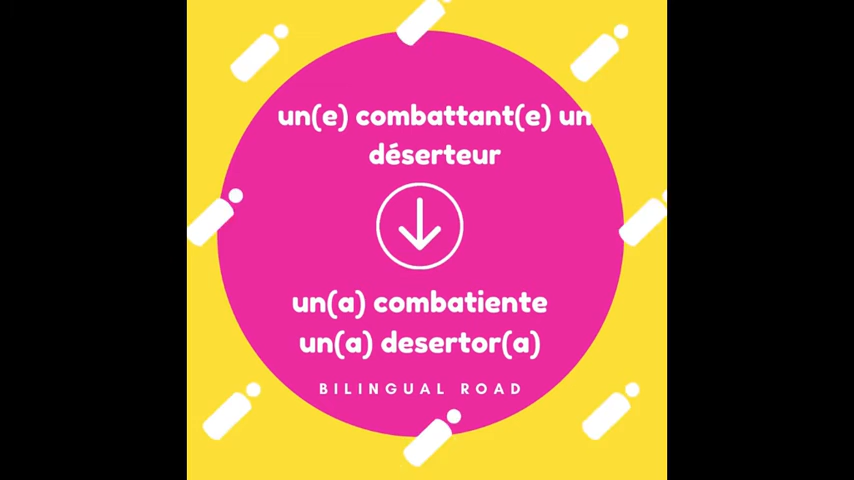 un(e) combattant(e) un
déserteur
un(a) combatiente
un(a) desertor(a)
BILINGUAL ROAD